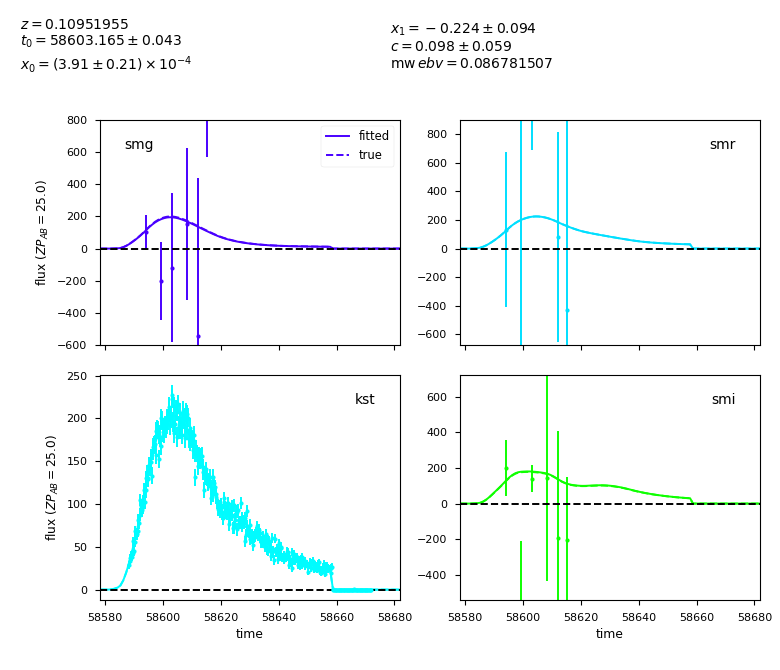 z = 0.10951955
t₀ = 58603.165 ± 0.043
x₀ = (3.91 ± 0.21) × 10⁻⁴
x₁ = −0.224 ± 0.094
c = 0.098 ± 0.059
mw ebv = 0.086781507
smg
fitted
true
800
600
400
200
0
−200
−400
−600
flux (ZP_AB = 25.0)
smr
800
600
400
200
0
−200
−400
−600
kst
250
200
150
100
50
0
flux (ZP_AB = 25.0)
58580 58600 58620 58640 58660 58680
time
smi
600
400
200
0
−200
−400
58580 58600 58620 58640 58660 58680
time